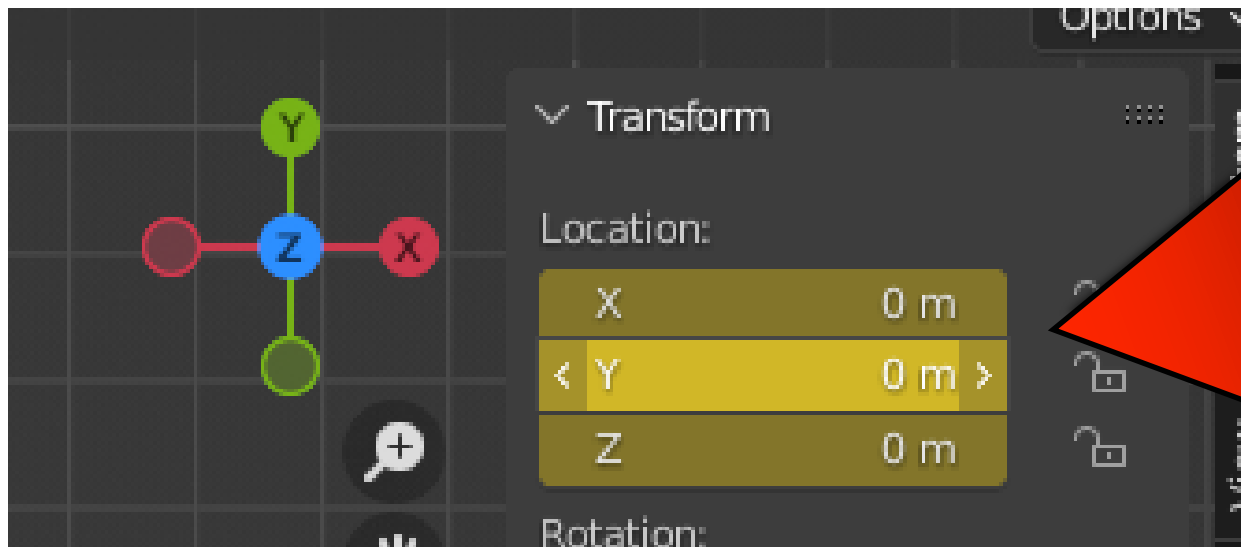 Options
Y
Transform
Z X
Location:
X 0 m
Y 0 m
Z 0 m
Rotation: